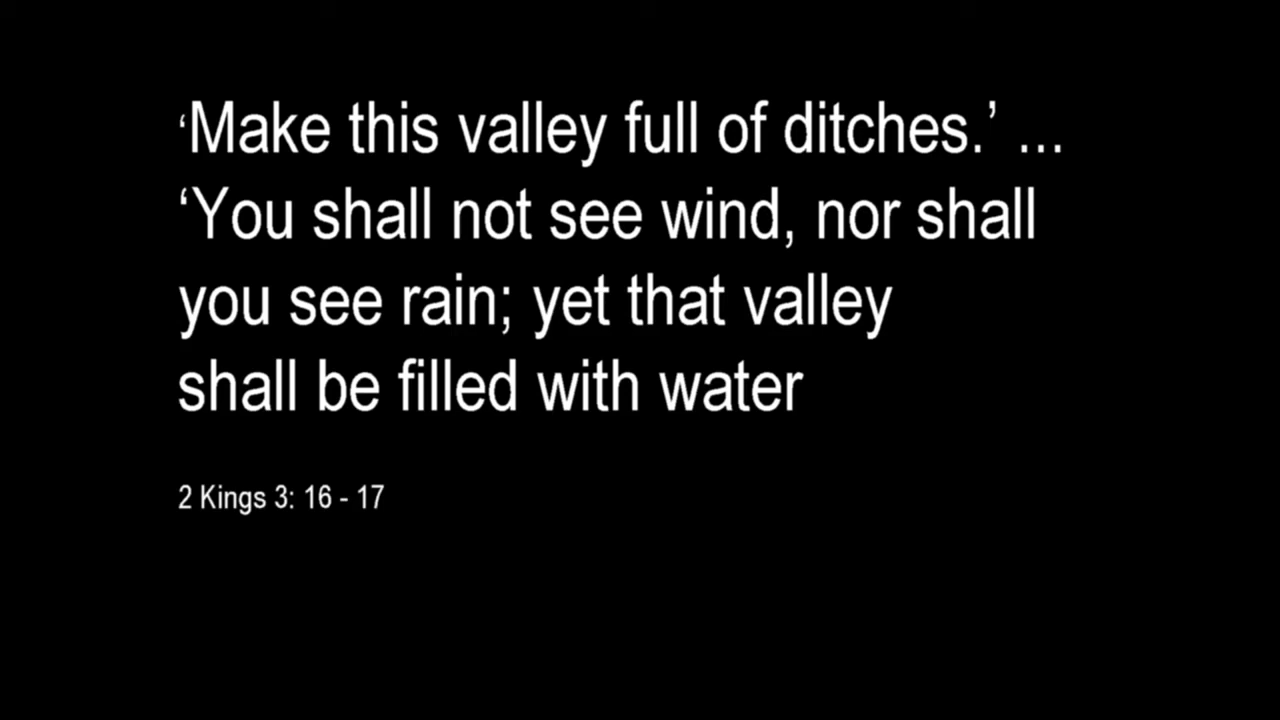 ‘Make this valley full of ditches.’ ...
‘You shall not see wind, nor shall
you see rain; yet that valley
shall be filled with water
2 Kings 3: 16 - 17